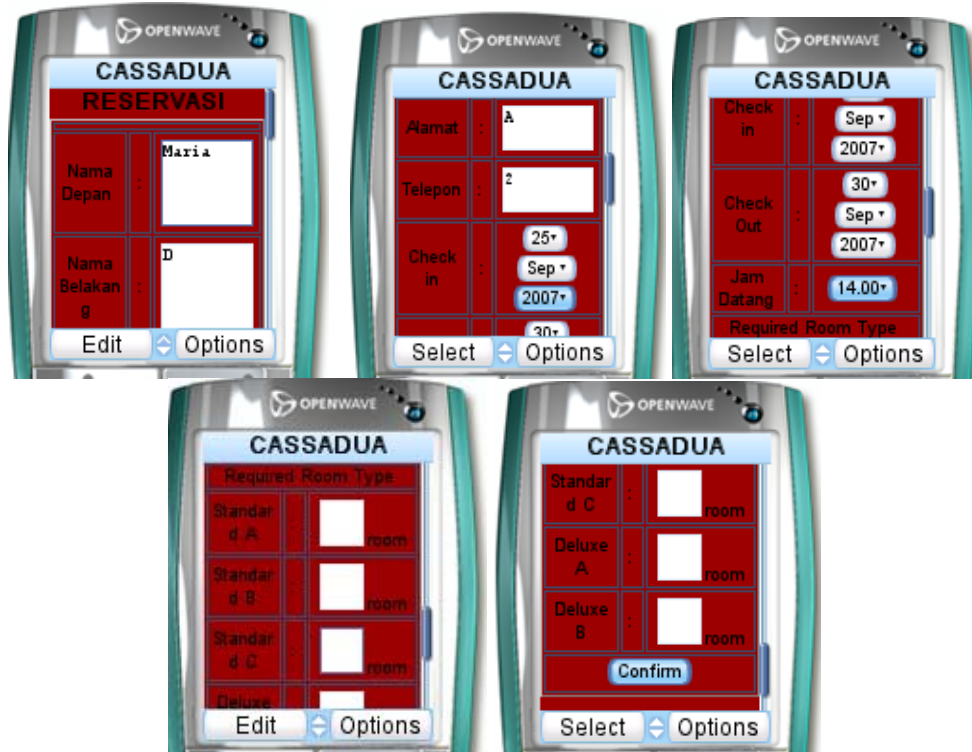 OPENWAVE
CASSADUA
RESERVASI
Nama
Depan
:
Maria
Nama
Belakan
g
:
D
Edit
Options
OPENWAVE
CASSADUA
Alamat
:
A
Telepon
:
2
Check
in
:
25
Sep
2007
30
Select
Options
OPENWAVE
CASSADUA
Check
in
:
Sep
2007
Check
Out
:
30
Sep
2007
Jam
Datang
:
14.00
Required Room Type
Select
Options
OPENWAVE
CASSADUA
Required Room Type
Standar
d A
:
room
Standar
d B
:
room
Standar
d C
:
room
Deluxe
Edit
Options
OPENWAVE
CASSADUA
Standar
d C
:
room
Deluxe
A
:
room
Deluxe
B
:
room
Confirm
Select
Options